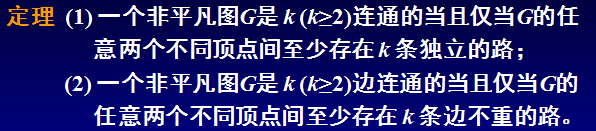 定理 (1) 一个非平凡图G是 k (k≥2)连通的当且仅当G的任
意两个不同顶点间至少存在 k 条独立的路；
(2) 一个非平凡图G是 k (k≥2)边连通的当且仅当G的
任意两个不同顶点间至少存在 k 条边不重的路。